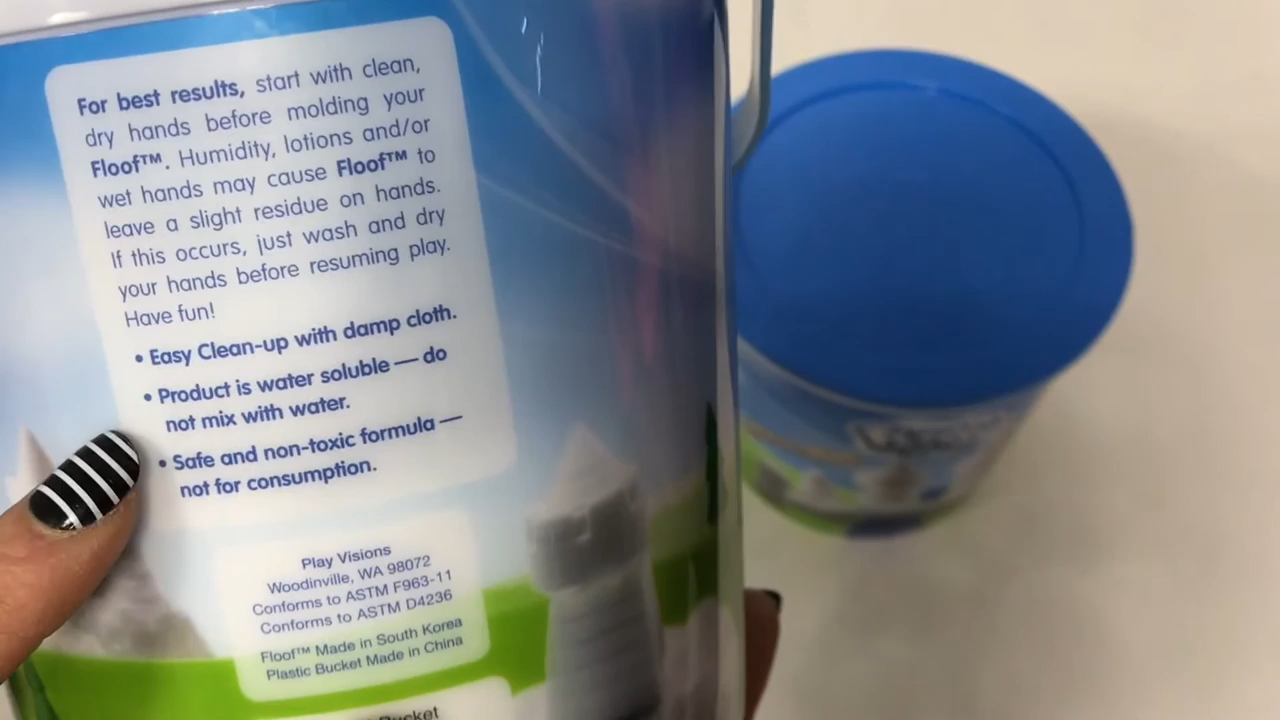 For best results, start with clean,
dry hands before molding your
Floof™. Humidity, lotions and/or
wet hands may cause Floof™ to
leave a slight residue on hands.
If this occurs, just wash and dry
your hands before resuming play.
Have fun!
• Easy Clean-up with damp cloth.
• Product is water soluble — do
not mix with water.
• Safe and non-toxic formula —
not for consumption.
Play Visions
Woodinville, WA 98072
Conforms to ASTM F963-11
Conforms to ASTM D4236
Floof™ Made in South Korea
Plastic Bucket Made in China
Bucket